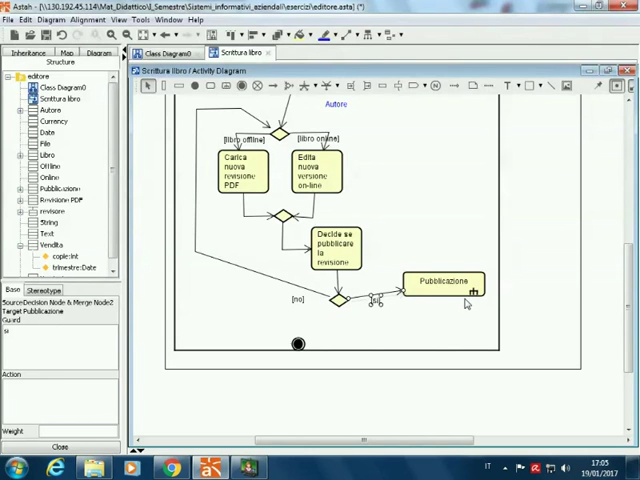 Astah - [\\130.192.45.114\Mat_Didattico\I_Semestre\Sistemi_informativi_aziendali\esercizi\editore.asta]
File Edit Diagram Alignment View Tools Window Help
Inheritance Map Diagram
Structure
editore
Class Diagram0
Scrittura libro
Autore
Currency
Date
File
Libro
Offline
Online
Pubblicazione
Revisione PDF
revisore
String
Text
Vendita
copie:int
trimestre:Date
Base Stereotype
Source Decision Node & Merge Node2
Target Pubblicazione
Guard
si
Action
Weight
Close
Class Diagram0
Scrittura libro
Scrittura libro / Activity Diagram
Autore
[libro offline]
[libro online]
Carica
nuova
revisione
PDF
Edita
nuova
versione
on-line
Decide se
pubblicare
la
revisione
Pubblicazione
[no]
[si]
IT
17:05
19/01/2017